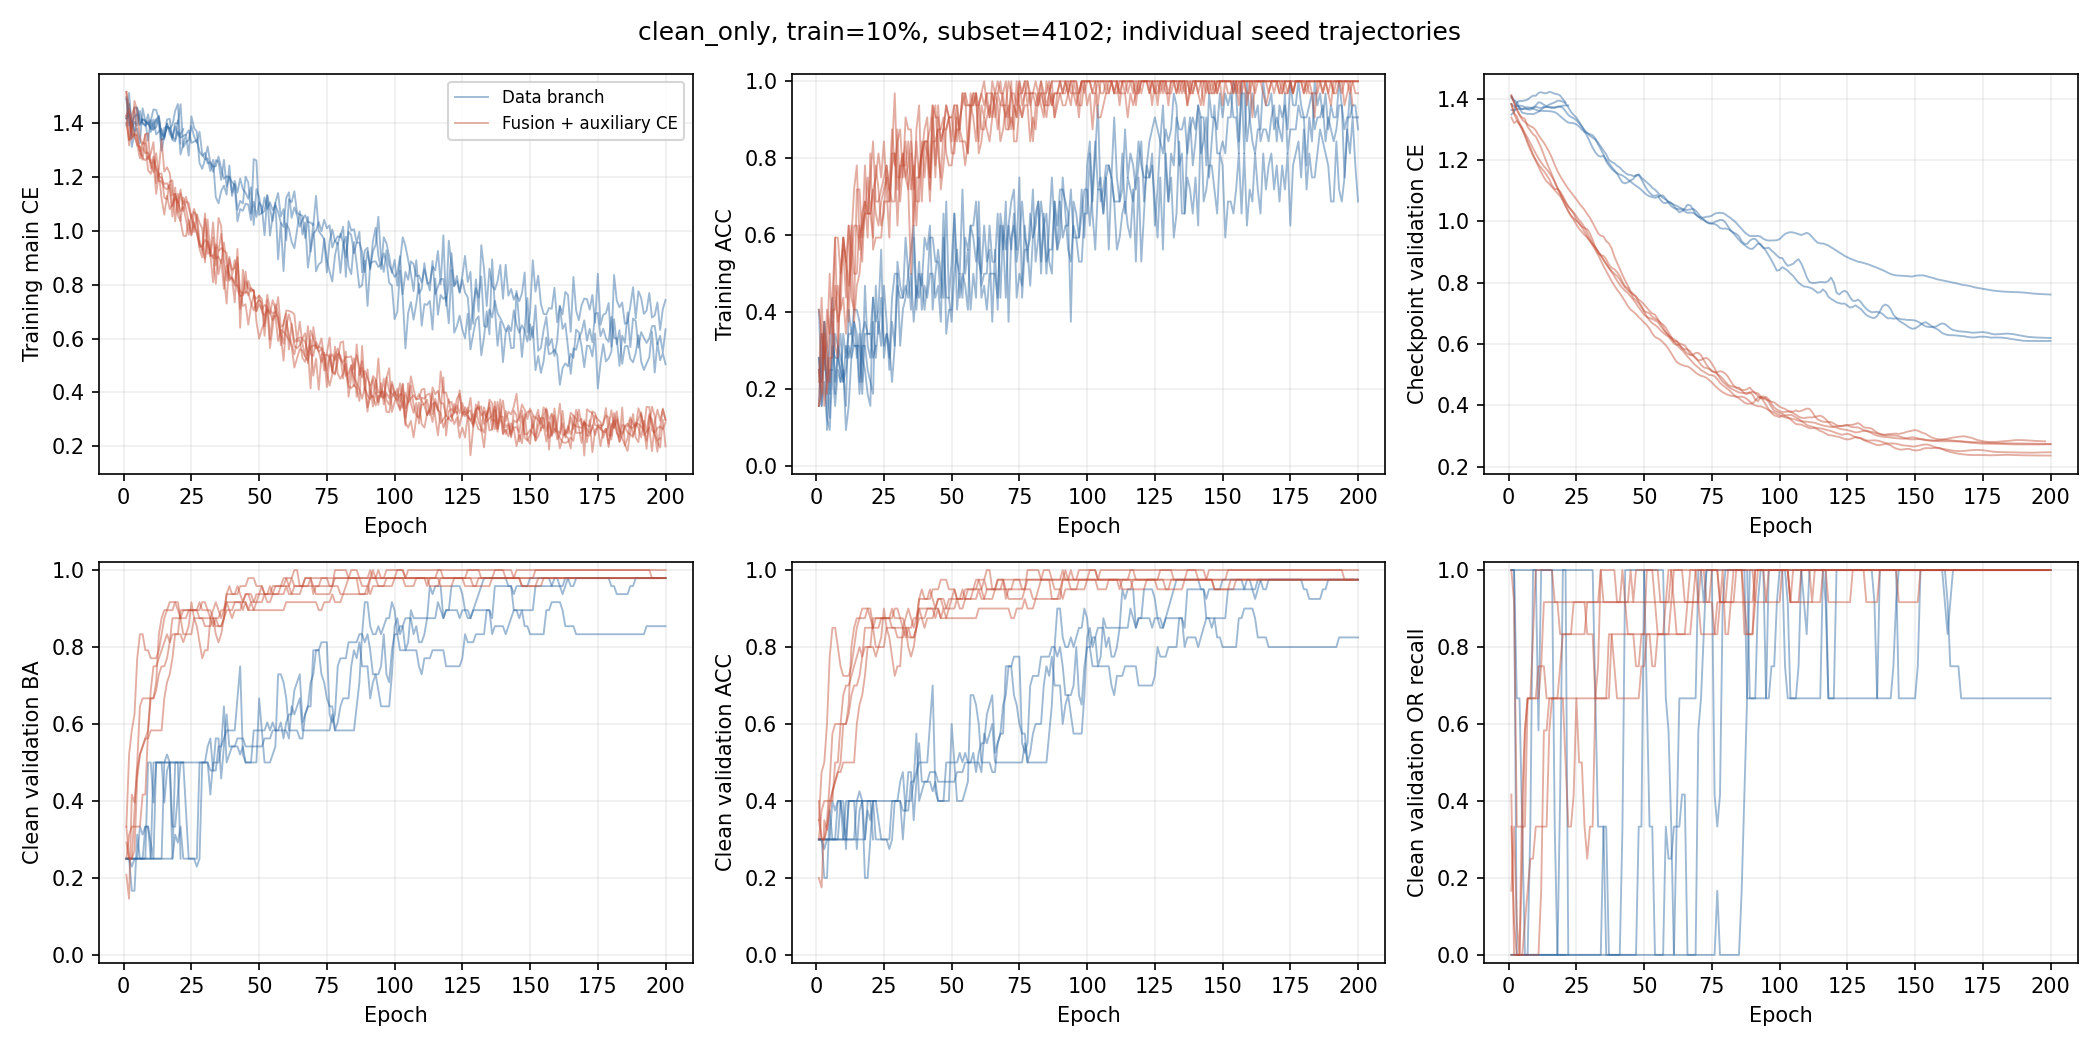 clean_only, train=10%, subset=4102; individual seed trajectories
Training main CE
1.4
1.2
1.0
0.8
0.6
0.4
0.2
Data branch
Fusion + auxiliary CE
0 25 50 75 100 125 150 175 200
Epoch
Training ACC
1.0
0.8
0.6
0.4
0.2
0.0
0 25 50 75 100 125 150 175 200
Epoch
Checkpoint validation CE
1.4
1.2
1.0
0.8
0.6
0.4
0.2
0 25 50 75 100 125 150 175 200
Epoch
Clean validation BA
1.0
0.8
0.6
0.4
0.2
0.0
0 25 50 75 100 125 150 175 200
Epoch
Clean validation ACC
1.0
0.8
0.6
0.4
0.2
0.0
0 25 50 75 100 125 150 175 200
Epoch
Clean validation OR recall
1.0
0.8
0.6
0.4
0.2
0.0
0 25 50 75 100 125 150 175 200
Epoch